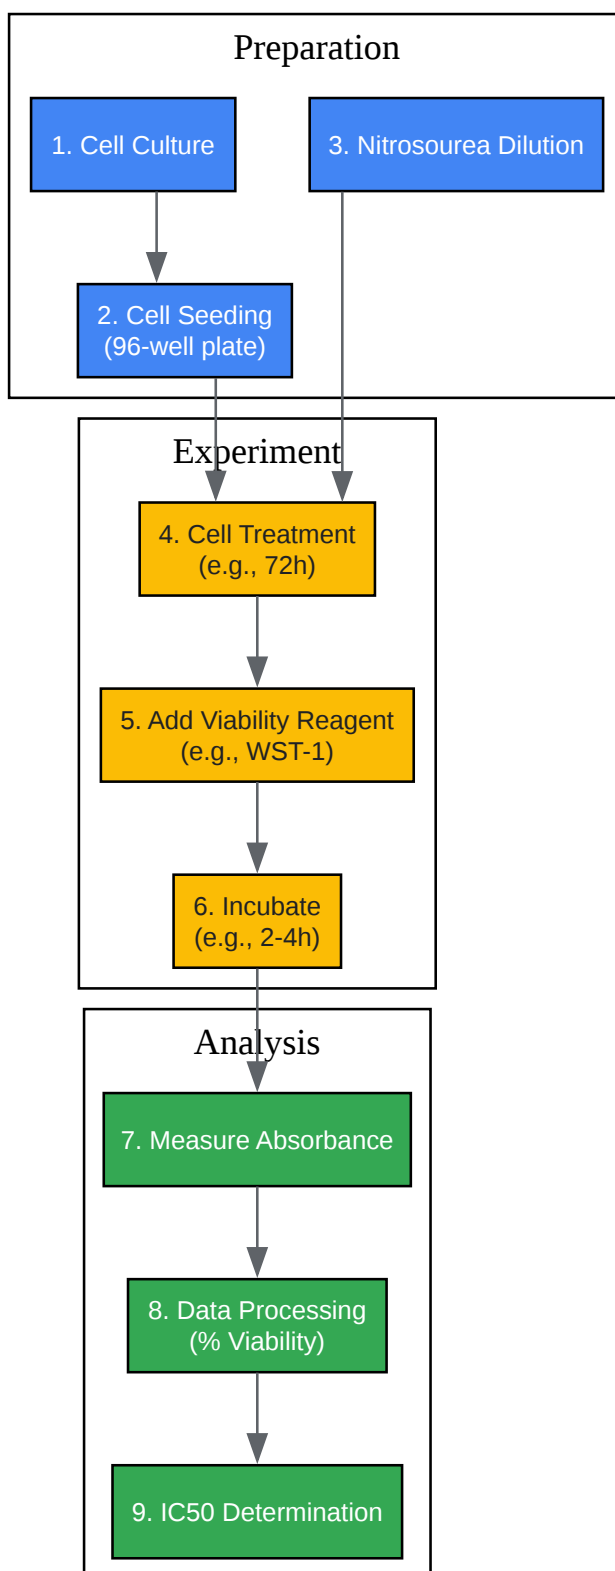 Preparation
1. Cell Culture
3. Nitrosourea Dilution
2. Cell Seeding
(96-well plate)
Experiment
4. Cell Treatment
(e.g., 72h)
5. Add Viability Reagent
(e.g., WST-1)
6. Incubate
(e.g., 2-4h)
Analysis
7. Measure Absorbance
8. Data Processing
(% Viability)
9. IC50 Determination